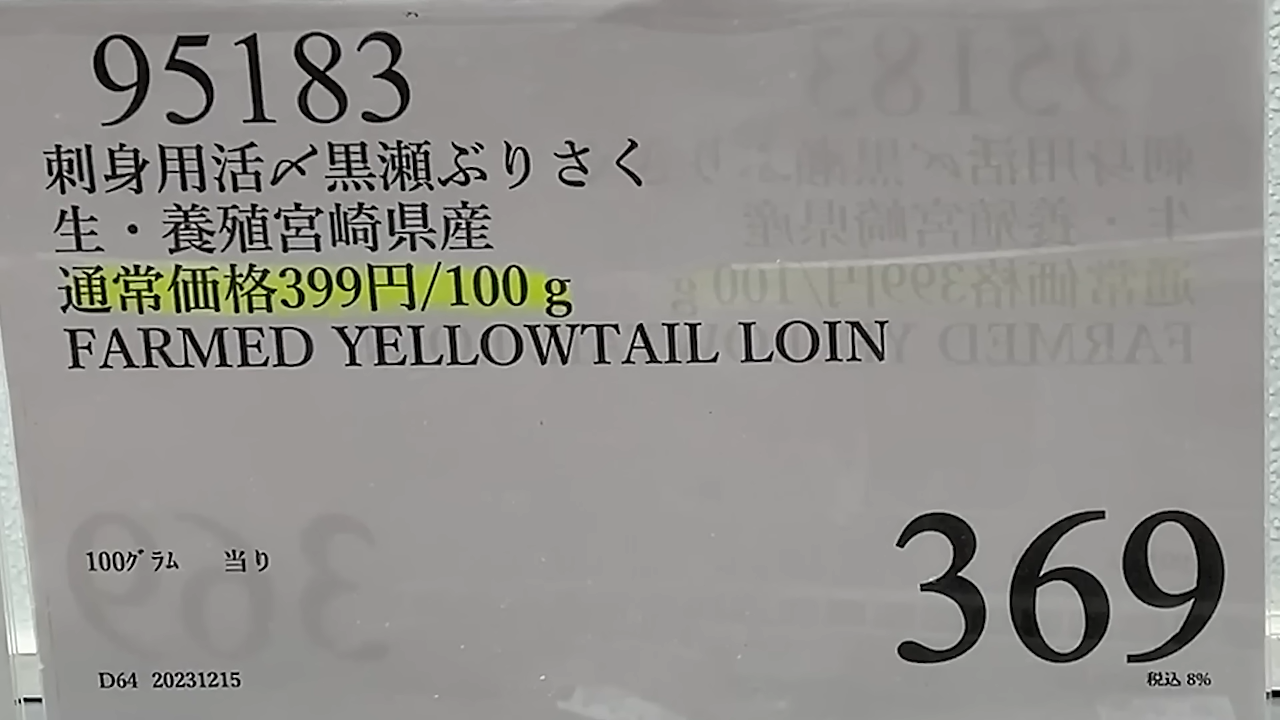 95183
刺身用活〆黒瀬ぶりさく
生・養殖宮崎県産
通常価格399円/100g
FARMED YELLOWTAIL LOIN
100グラム 当り
369
D64 20231215
税込 8%